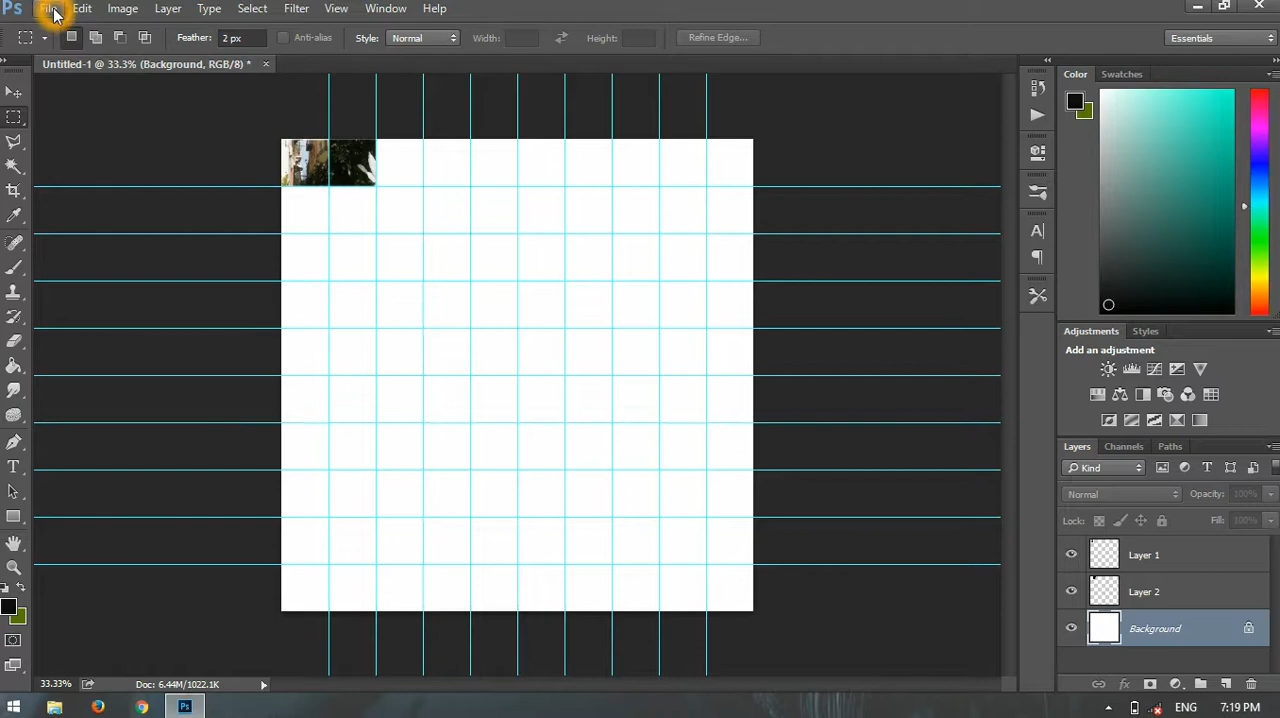 Ps File Edit Image Layer Type Select Filter View Window Help
Feather: 2 px Anti-alias Style: Normal Width: Height: Refine Edge... Essentials
Untitled-1 @ 33.3% (Background, RGB/8) * ×
Color Swatches
Adjustments Styles
Add an adjustment
Layers Channels Paths
Kind
Normal Opacity: 100%
Lock: Fill: 100%
Layer 1
Layer 2
Background
33.33% Doc: 6.44M/1022.1K
ENG 7:19 PM